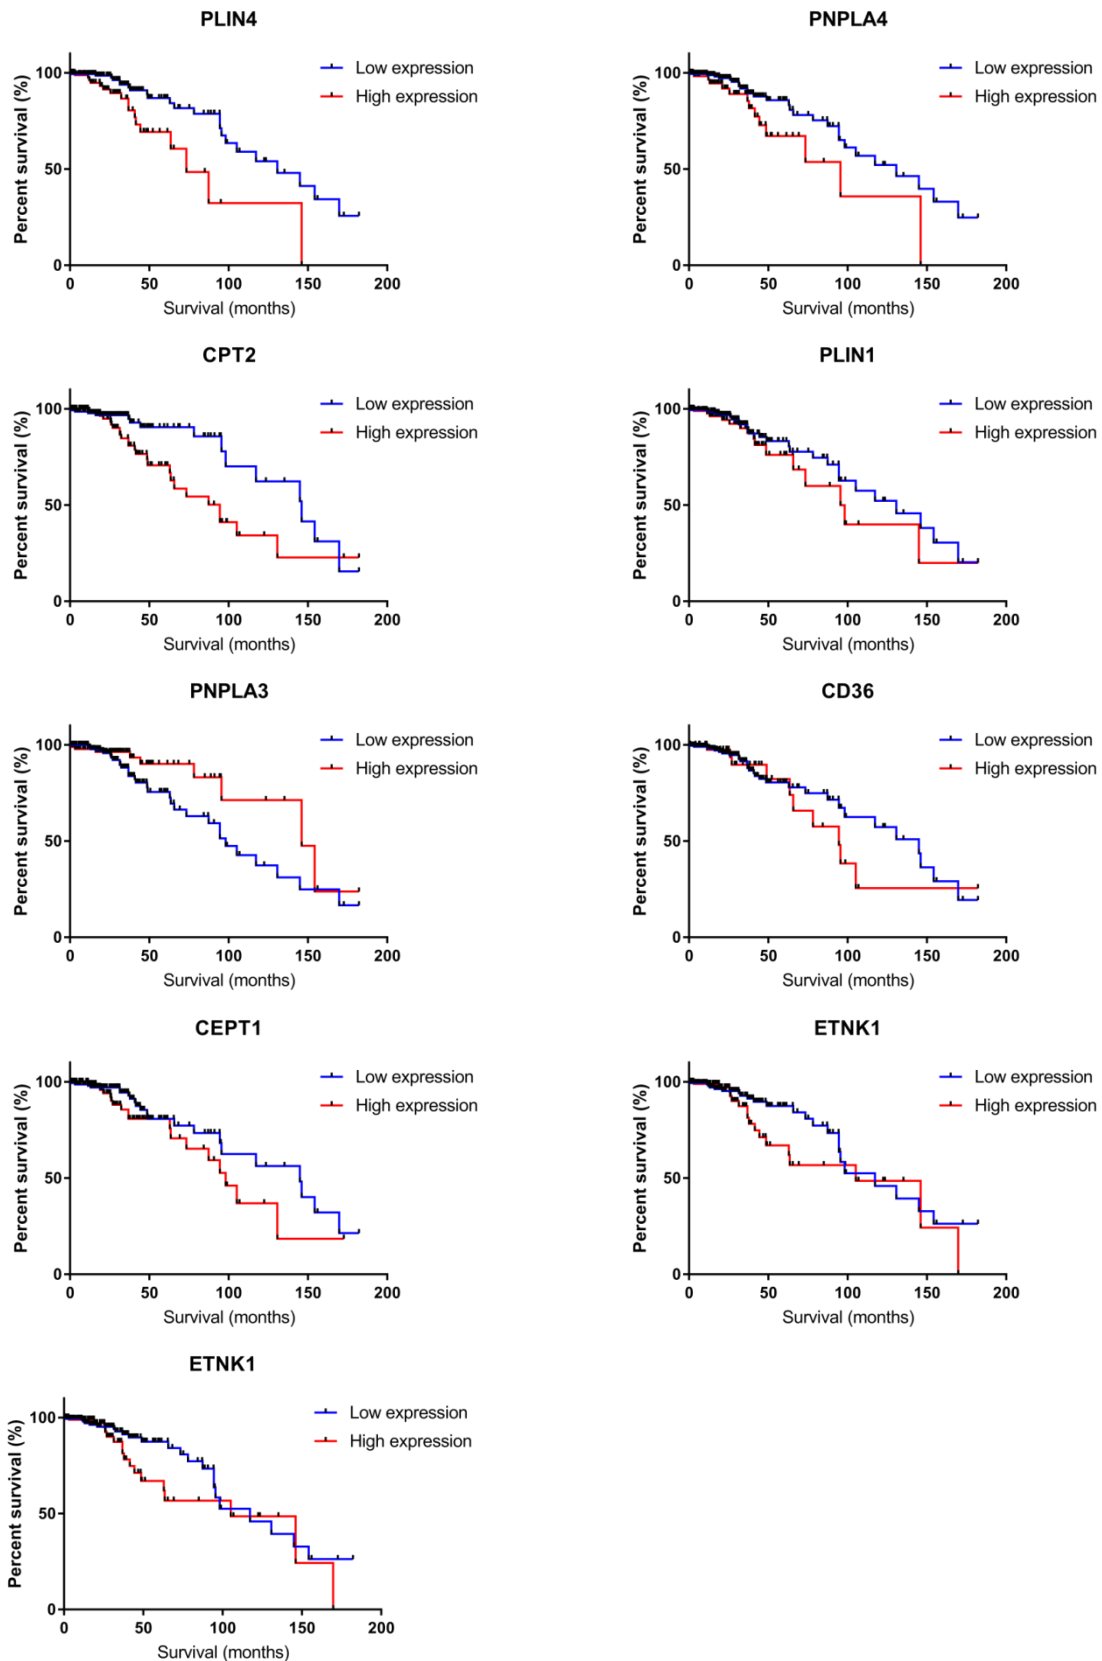 PLIN4
Percent survival (%)
100
50
0
0 50 100 150 200
Survival (months)
Low expression
High expression
PNPLA4
Percent survival (%)
100
50
0
0 50 100 150 200
Survival (months)
Low expression
High expression
CPT2
Percent survival (%)
100
50
0
0 50 100 150 200
Survival (months)
Low expression
High expression
PLIN1
Percent survival (%)
100
50
0
0 50 100 150 200
Survival (months)
Low expression
High expression
PNPLA3
Percent survival (%)
100
50
0
0 50 100 150 200
Survival (months)
Low expression
High expression
CD36
Percent survival (%)
100
50
0
0 50 100 150 200
Survival (months)
Low expression
High expression
CEPT1
Percent survival (%)
100
50
0
0 50 100 150 200
Survival (months)
Low expression
High expression
ETNK1
Percent survival (%)
100
50
0
0 50 100 150 200
Survival (months)
Low expression
High expression
ETNK1
Percent survival (%)
100
50
0
0 50 100 150 200
Survival (months)
Low expression
High expression